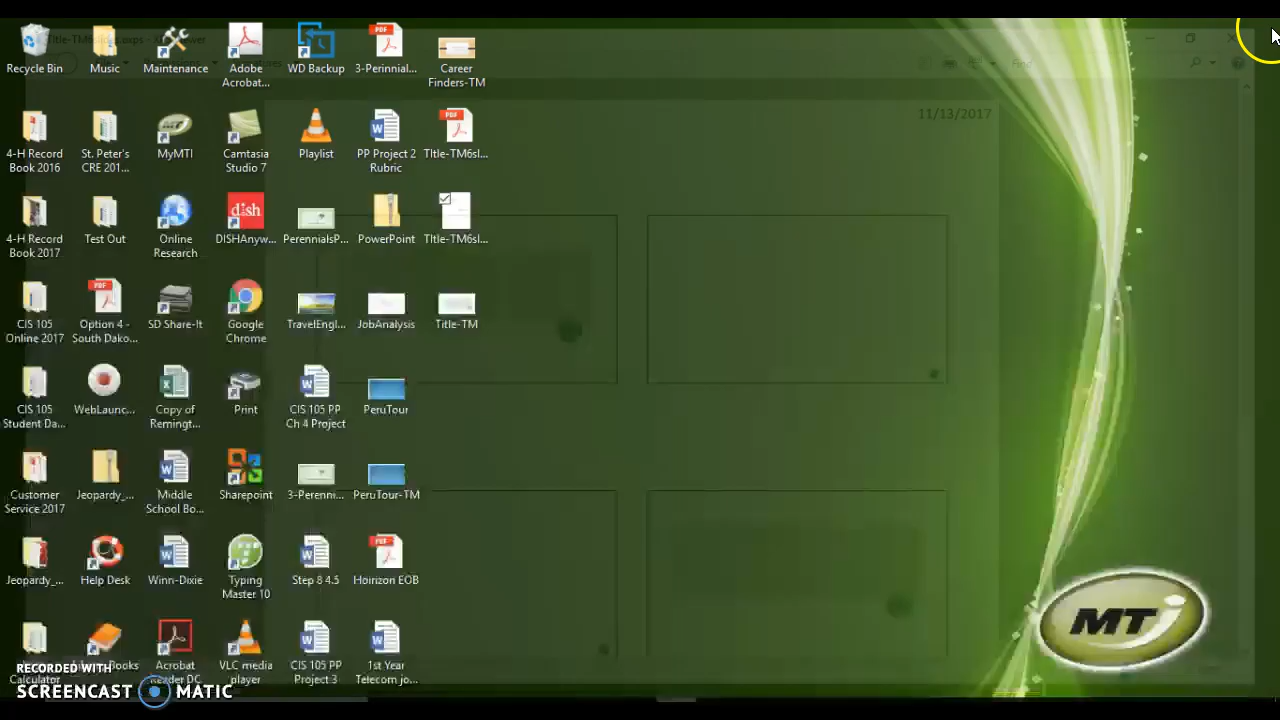 Title-TM6slides.oxps - 
Recycle Bin
Music
Maintenance
Adobe
Acrobat...
WD Backup
3-Perinnial...
Career
Finders-TM
Find
4-H Record
Book 2016
St. Peter's
CRE 201...
MyMTI
Camtasia
Studio 7
Playlist
PP Project 2
Rubric
TItle-TM6sl...
11/13/2017
4-H Record
Book 2017
Test Out
Online
Research
dish
DISHAnyw...
PerennialsP...
PowerPoint
TItle-TM6sl...
CIS 105
Online 2017
Option 4 -
South Dako...
SD Share-It
Google
Chrome
TravelEngl...
JobAnalysis
Title-TM
CIS 105
Student Da...
WebLaunc...
Copy of
Remingt...
Print
CIS 105 PP
Ch 4 Project
PeruTour
Customer
Service 2017
Jeopardy_...
Middle
School Bo...
Sharepoint
3-Perenni...
PeruTour-TM
Jeopardy_...
Help Desk
Winn-Dixie
Typing
Master 10
Step 8 4.5
Hoirizon EOB
Calculator
Books
Acrobat
Reader DC
VLC media
player
CIS 105 PP
Project 3
1st Year
Telecom jo...
MTi
RECORDED WITH
SCREENCAST MATIC